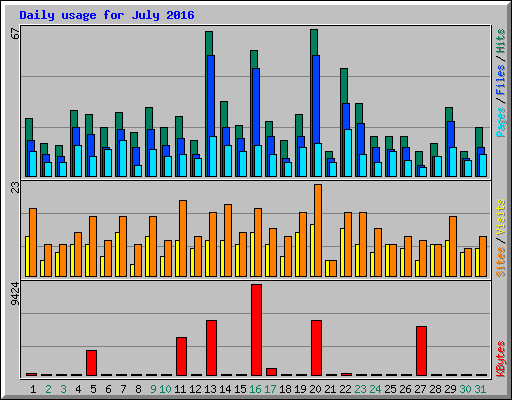 Daily usage for July 2016
67
Pages / Files / Hits
23
Sites / Visits
9424
KBytes
1 2 3 4 5 6 7 8 9 10 11 12 13 14 15 16 17 18 19 20 21 22 23 24 25 26 27 28 29 30 31